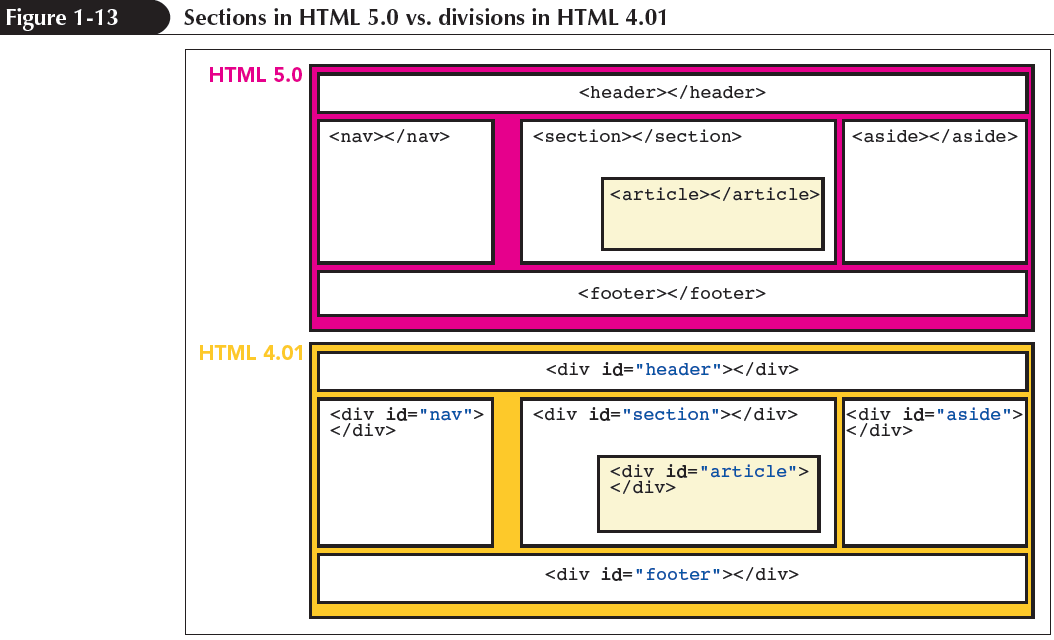 Figure 1-13 Sections in HTML 5.0 vs. divisions in HTML 4.01
HTML 5.0
<header></header>
<nav></nav>
<section></section>
<aside></aside>
<article></article>
<footer></footer>
HTML 4.01
<div id="header"></div>
<div id="nav">
</div>
<div id="section"></div>
<div id="aside">
</div>
<div id="article">
</div>
<div id="footer"></div>